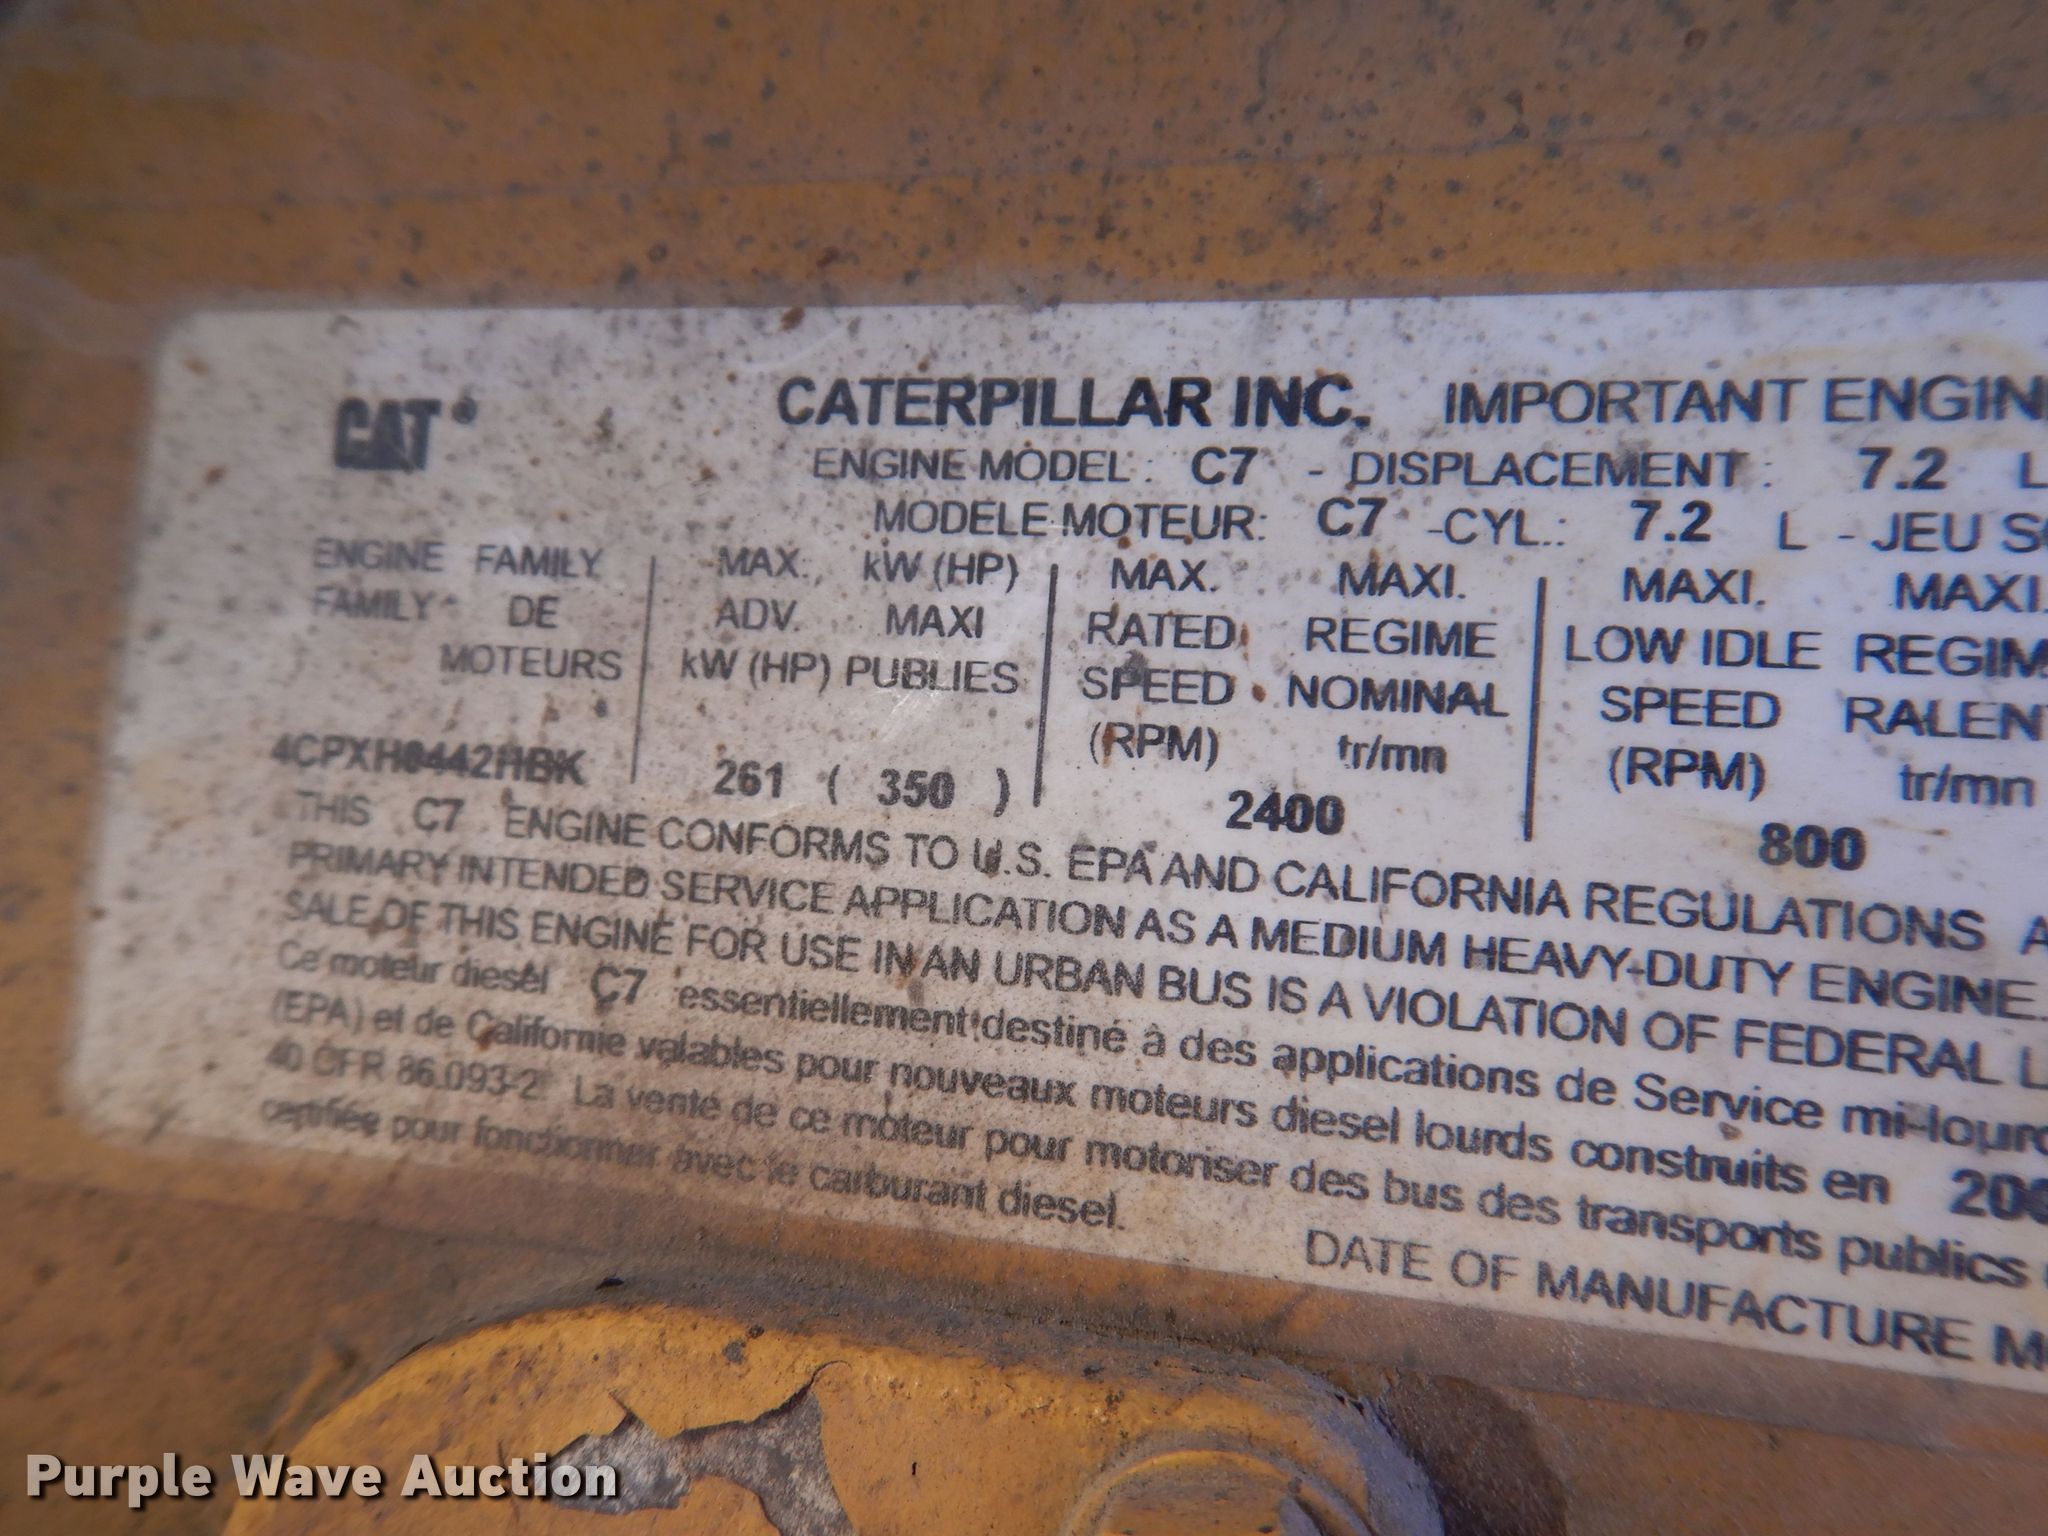 CAT®
CATERPILLAR INC. IMPORTANT ENGIN
ENGINE MODEL: C7 - DISPLACEMENT: 7.2 L
MODELE MOTEUR: C7 -CYL.: 7.2 L - JEU
ENGINE FAMILY MAX. kW (HP) MAX. MAXI. MAXI. MAXI.
FAMILY DE ADV. MAXI RATED REGIME LOW IDLE REGIM
MOTEURS kW (HP) PUBLIES SPEED NOMINAL SPEED RALEN
(RPM) tr/mn (RPM) tr/mn
4CPXH0442HBK 261 ( 350 ) 2400 800
THIS C7 ENGINE CONFORMS TO U.S. EPA AND CALIFORNIA REGULATIONS A
PRIMARY INTENDED SERVICE APPLICATION AS A MEDIUM HEAVY-DUTY ENGINE.
SALE OF THIS ENGINE FOR USE IN AN URBAN BUS IS A VIOLATION OF FEDERAL L
Ce moteur diesel C7 essentiellement destiné à des applications de Service mi-lourd
(EPA) et de Californie valables pour nouveaux moteurs diesel lourds construits en 200
40 CFR 86.093-2 La vente de ce moteur pour motoriser des bus des transports publics
certifiée pour fonctionner avec le carburant diesel.
DATE OF MANUFACTURE M
Purple Wave Auction